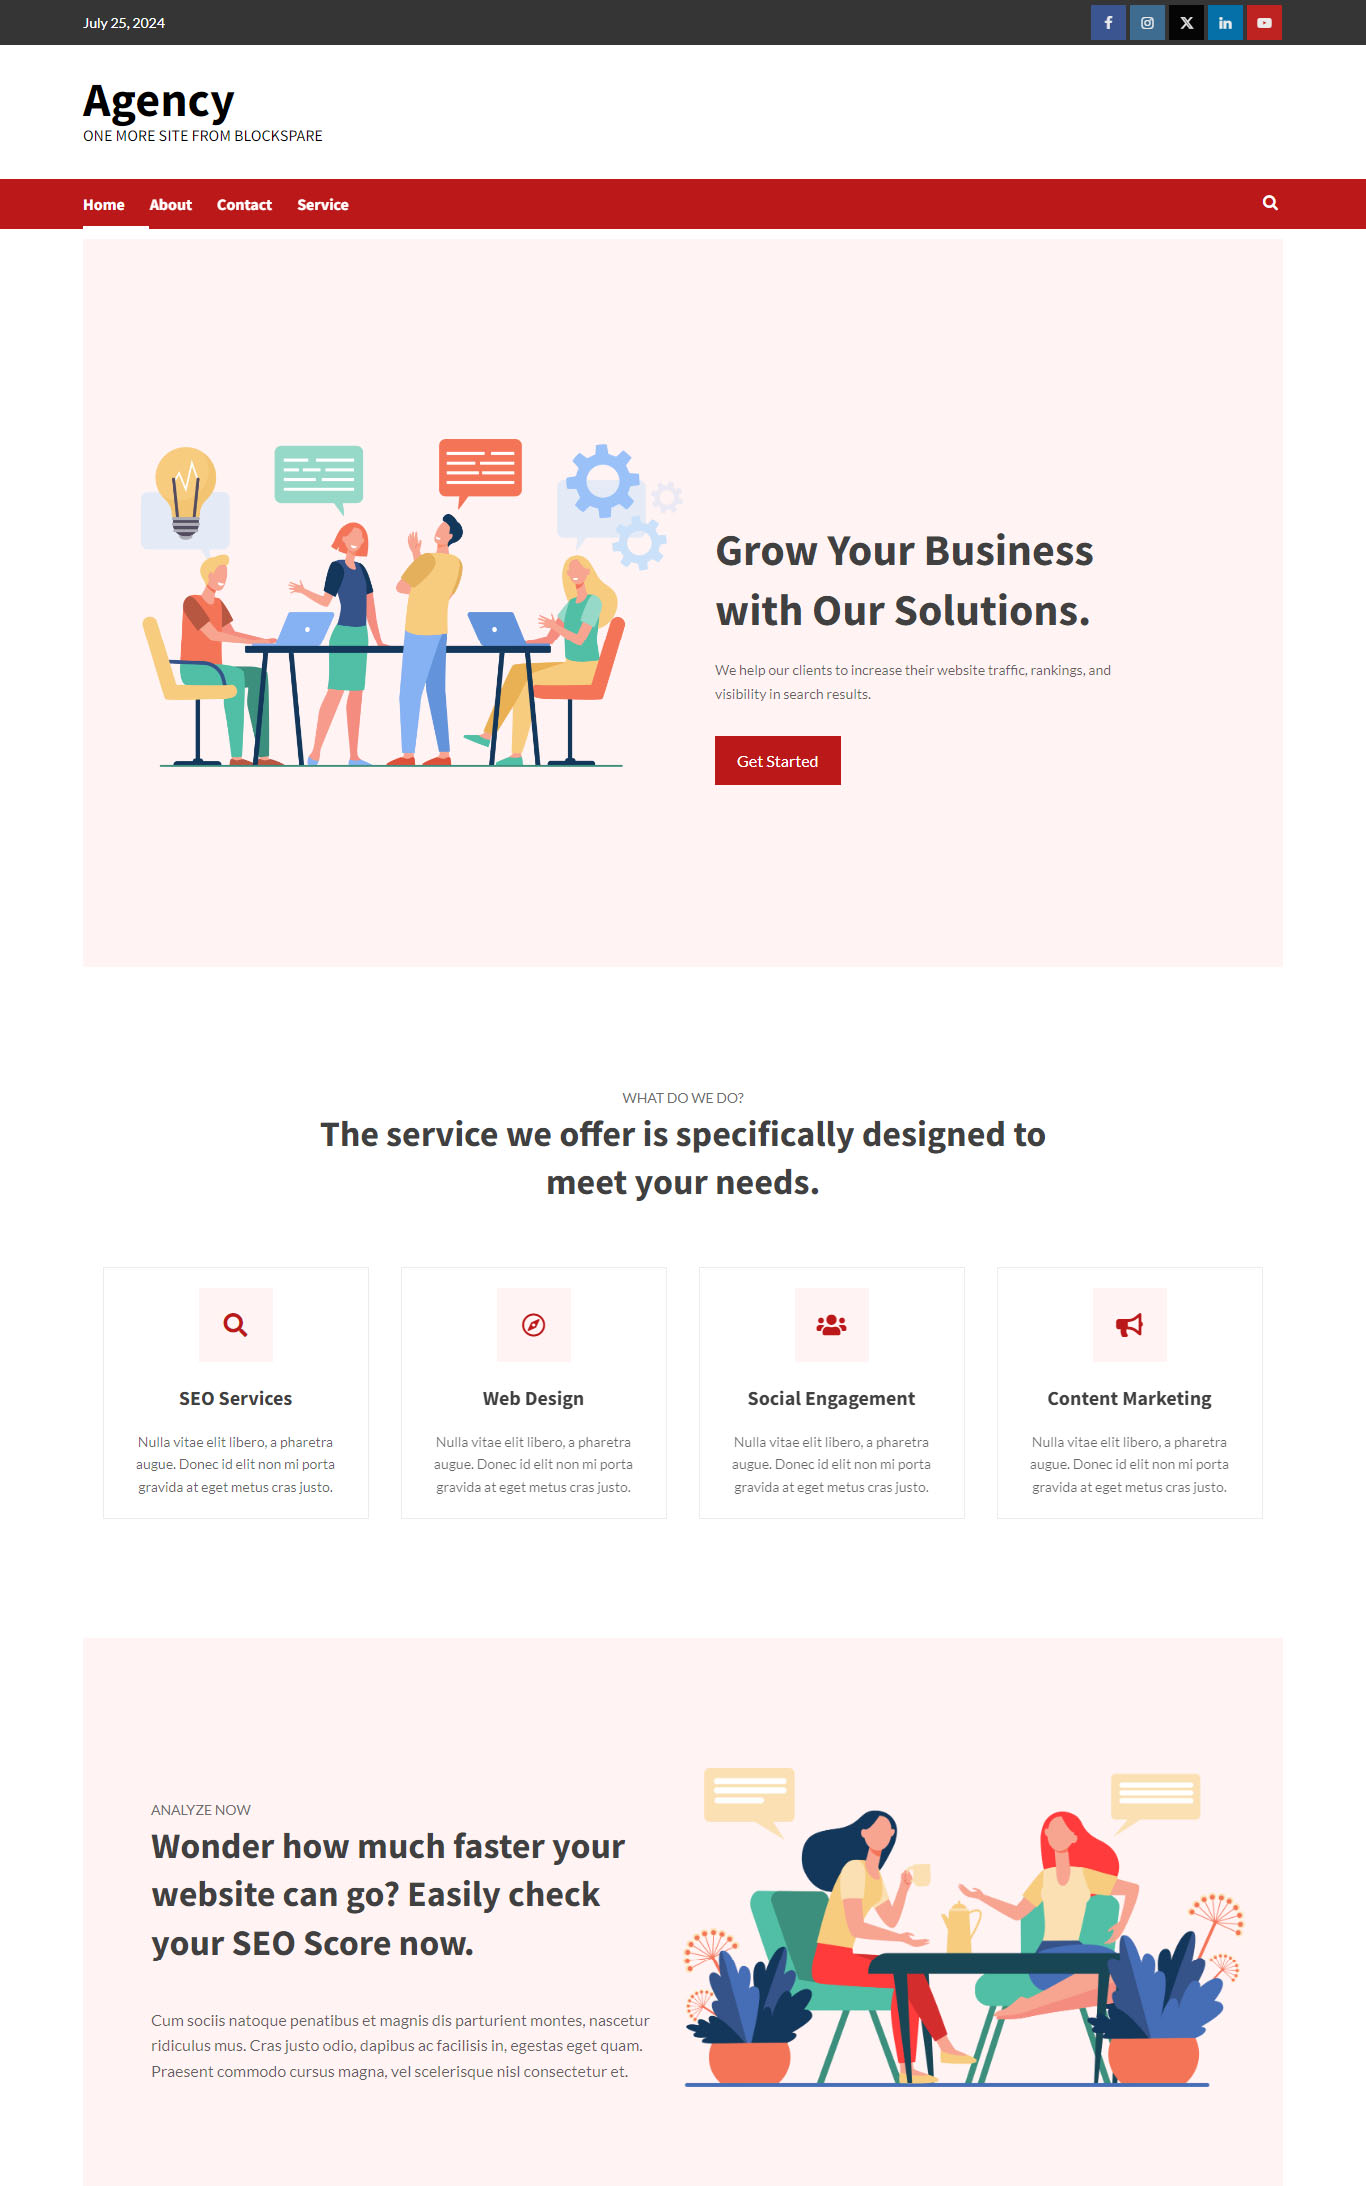 July 25, 2024
Agency
ONE MORE SITE FROM BLOCKSPARE
Home About Contact Service
Grow Your Business
with Our Solutions.
We help our clients to increase their website traffic, rankings, and
visibility in search results.
Get Started
WHAT DO WE DO?
The service we offer is specifically designed to
meet your needs.
SEO Services
Nulla vitae elit libero, a pharetra
augue. Donec id elit non mi porta
gravida at eget metus cras justo.
Web Design
Nulla vitae elit libero, a pharetra
augue. Donec id elit non mi porta
gravida at eget metus cras justo.
Social Engagement
Nulla vitae elit libero, a pharetra
augue. Donec id elit non mi porta
gravida at eget metus cras justo.
Content Marketing
Nulla vitae elit libero, a pharetra
augue. Donec id elit non mi porta
gravida at eget metus cras justo.
ANALYZE NOW
Wonder how much faster your
website can go? Easily check
your SEO Score now.
Cum sociis natoque penatibus et magnis dis parturient montes, nascetur
ridiculus mus. Cras justo odio, dapibus ac facilisis in, egestas eget quam.
Praesent commodo cursus magna, vel scelerisque nisl consectetur et.